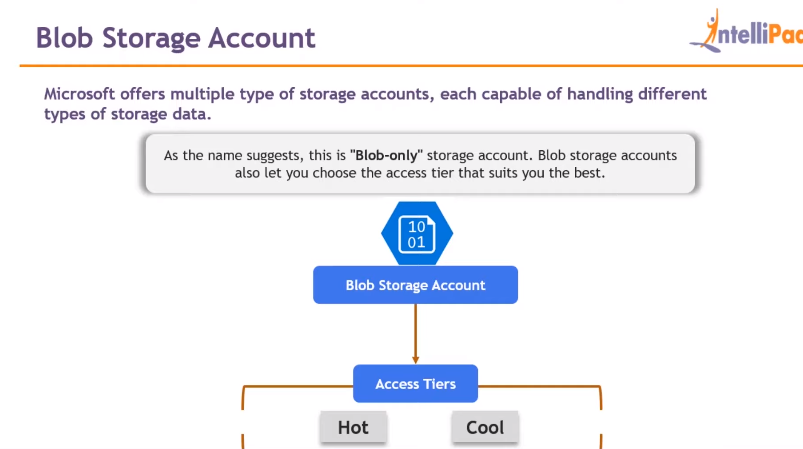 Blob Storage Account
IntelliPaa
Microsoft offers multiple type of storage accounts, each capable of handling different
types of storage data.
As the name suggests, this is "Blob-only" storage account. Blob storage accounts
also let you choose the access tier that suits you the best.
10
01
Blob Storage Account
Access Tiers
Hot Cool